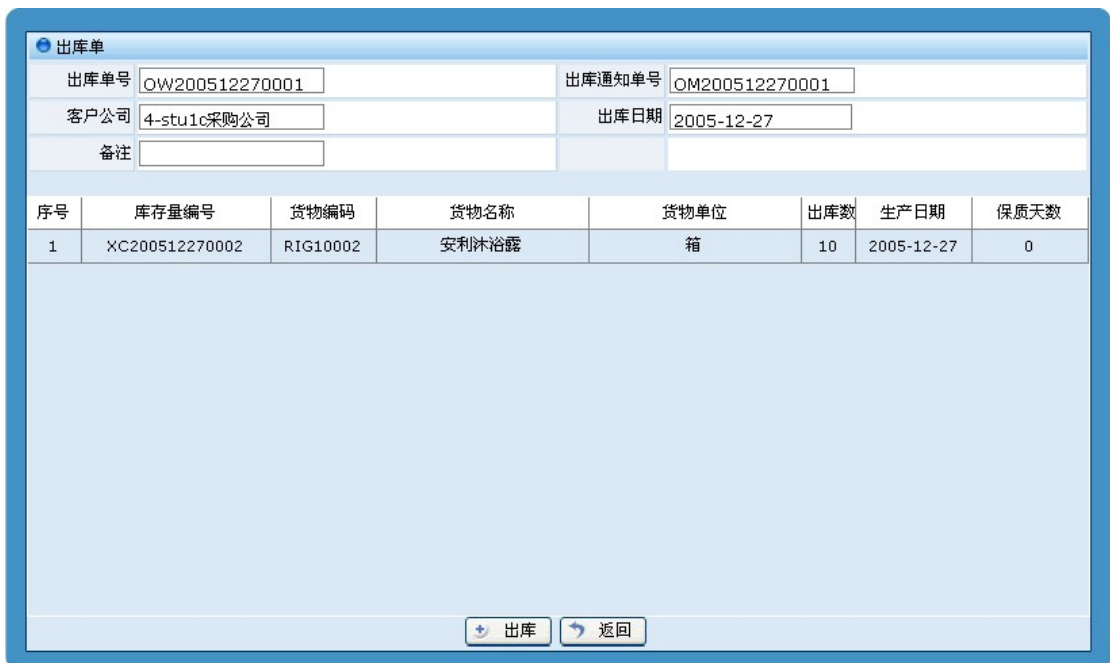 出库单
出库单号 OW200512270001 出库通知单号 OM200512270001
客户公司 4-stu1c采购公司 出库日期 2005-12-27
备注
序号 库存量编号 货物编码 货物名称 货物单位 出库数 生产日期 保质天数
1 XC200512270002 RIG10002 安利沐浴露 箱 10 2005-12-27 0
出库 返回